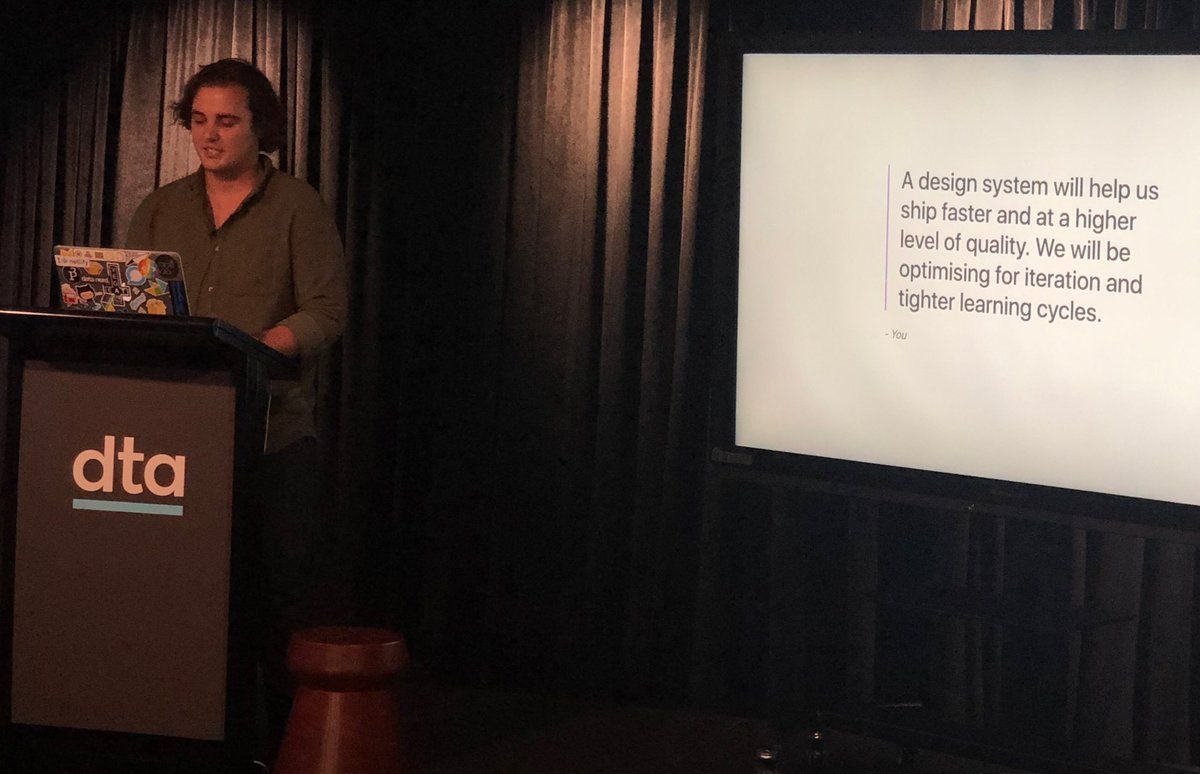 dta
A design system will help us
ship faster and at a higher
level of quality. We will be
optimising for iteration and
tighter learning cycles.
- You